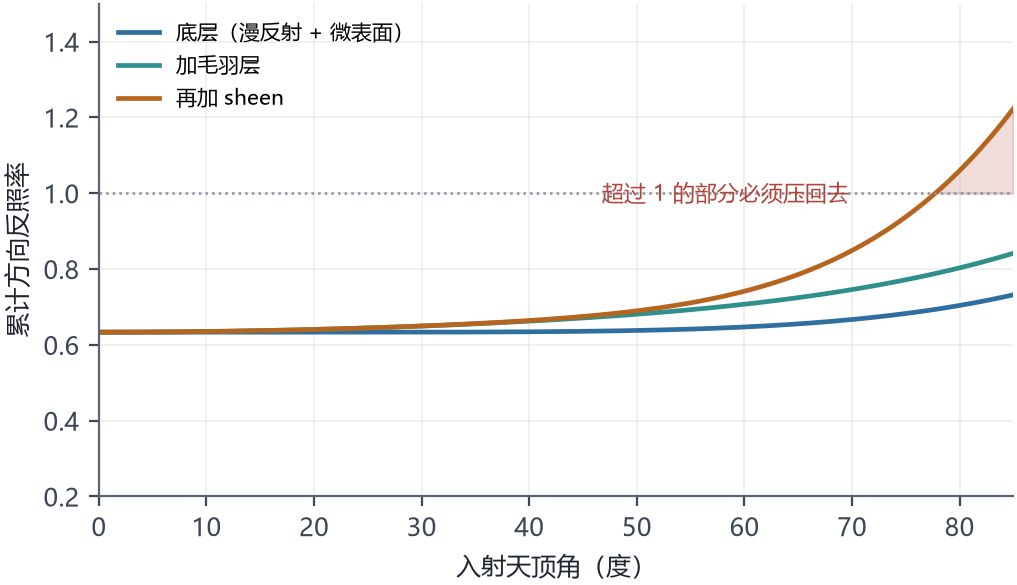 底层（漫反射 + 微表面）
加毛羽层
再加 sheen
超过 1 的部分必须压回去
累计方向反照率
1.4
1.2
1.0
0.8
0.6
0.4
0.2
0 10 20 30 40 50 60 70 80
入射天顶角（度）